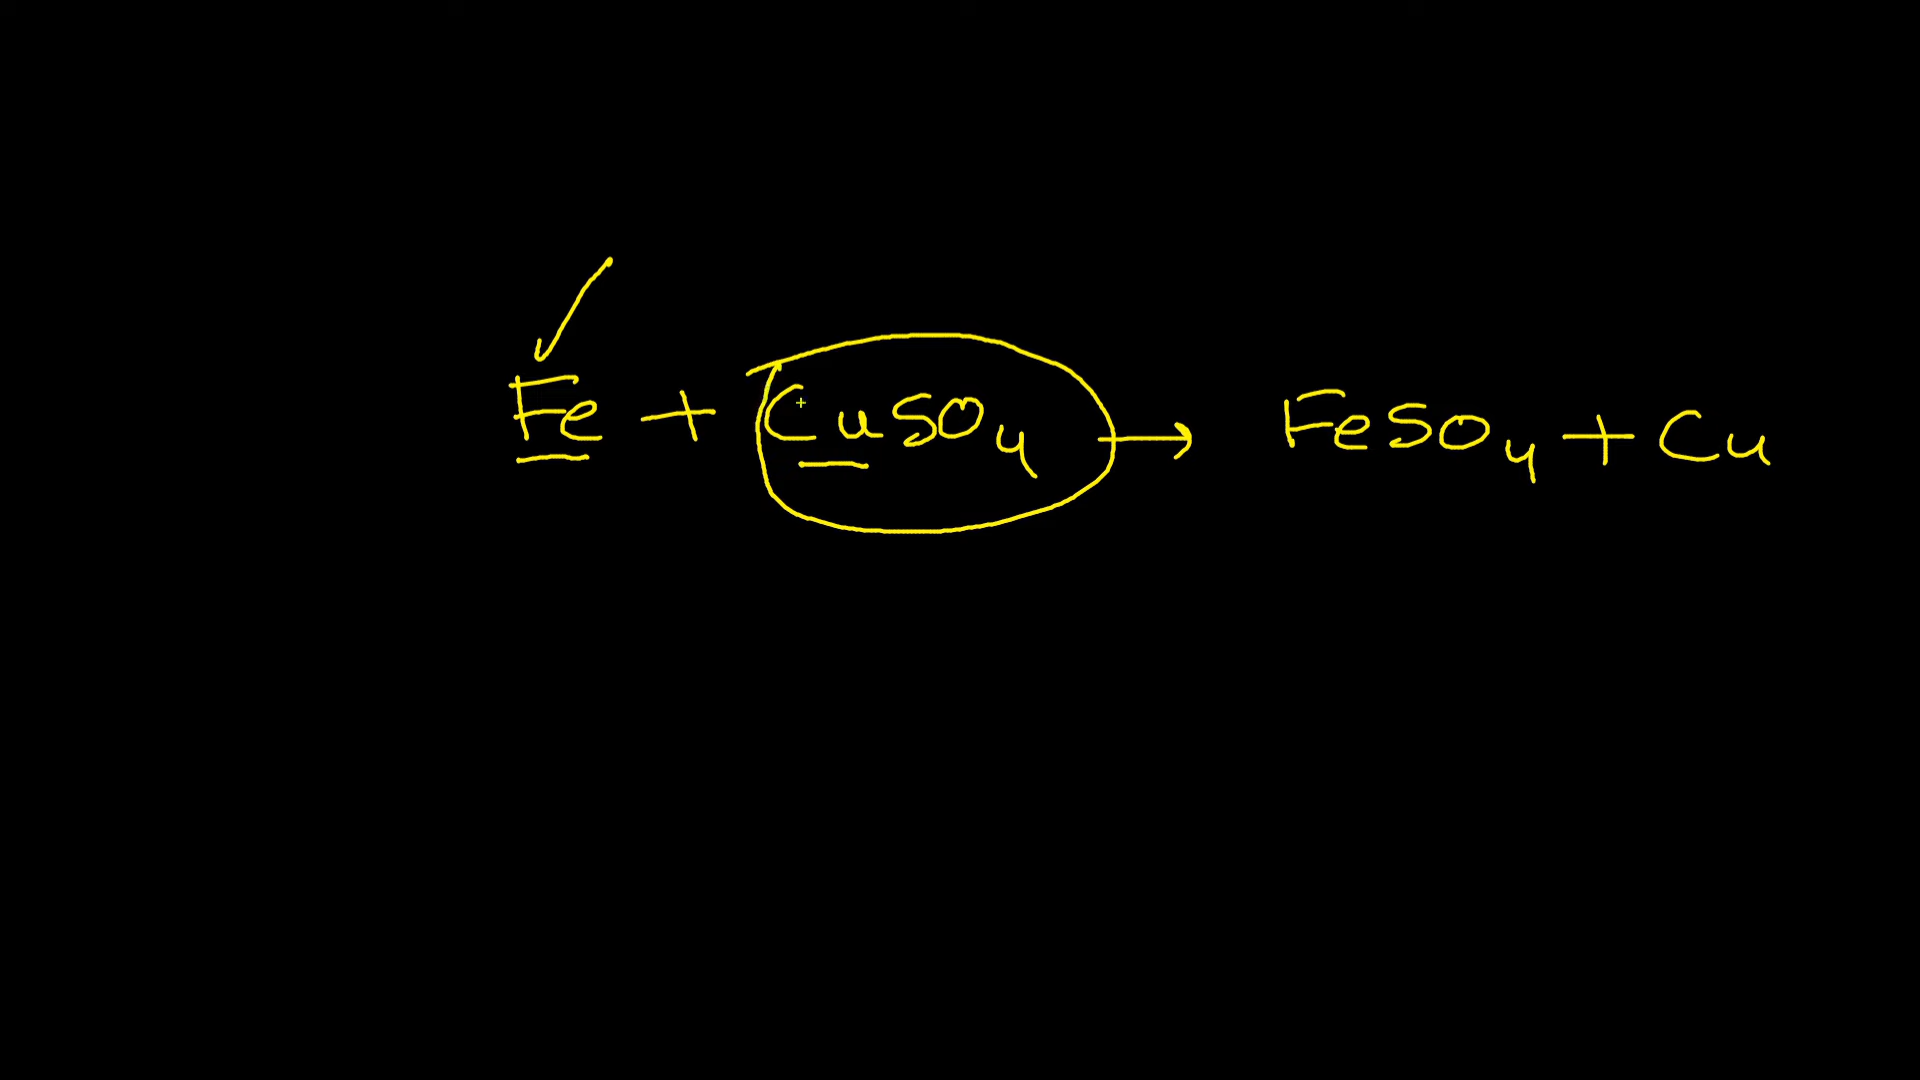 Fe + CuSO₄ → FeSO₄ + Cu